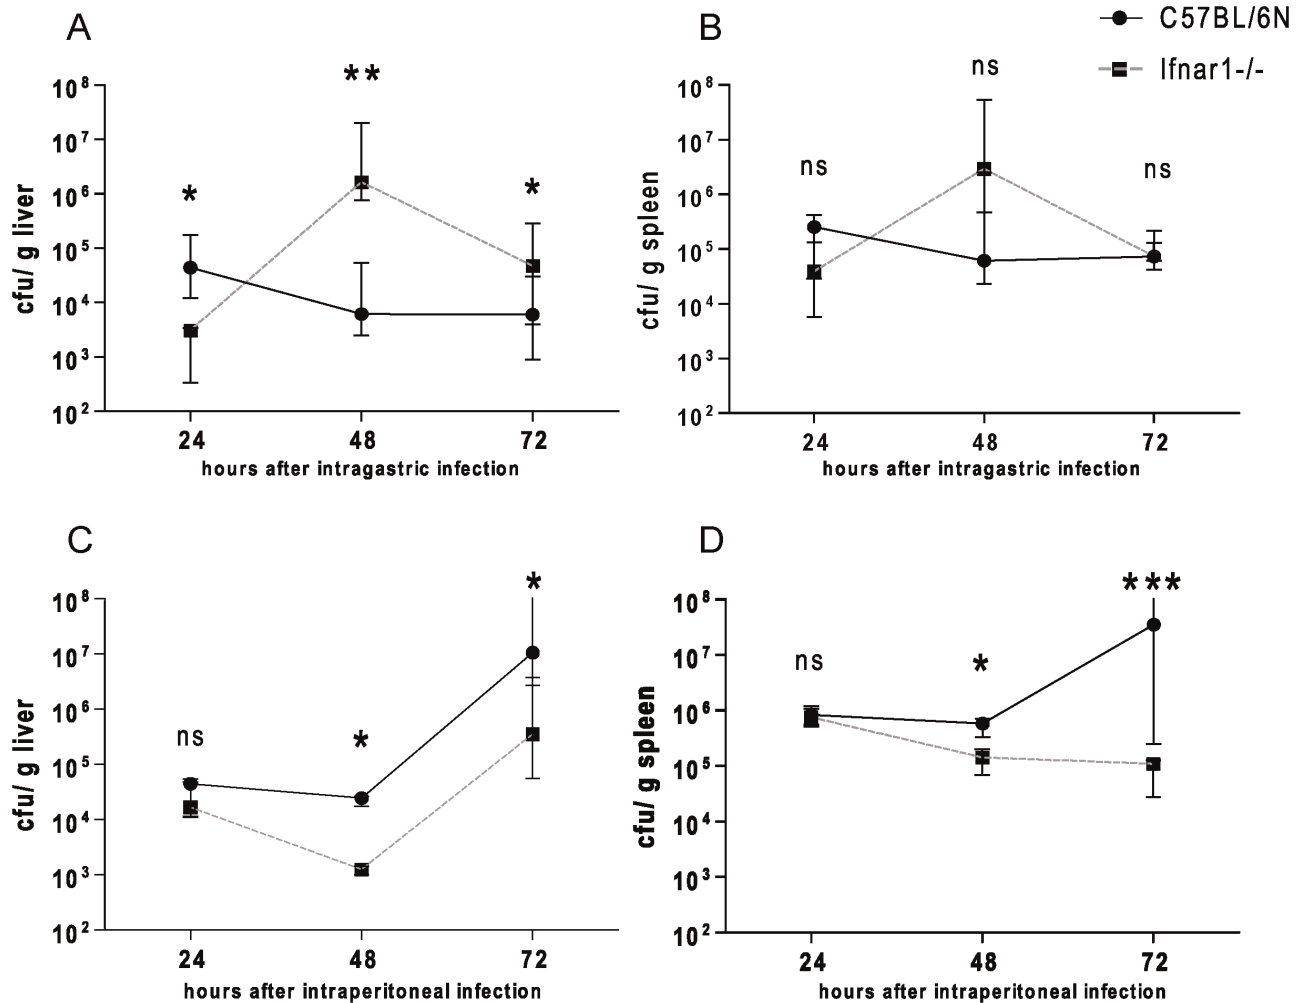 A
B
C57BL/6N
Ifnar1-/-
**
*
*
cfu/ g liver
10^8
10^7
10^6
10^5
10^4
10^3
10^2
24
48
72
hours after intragastric infection
ns
ns
ns
cfu/ g spleen
10^8
10^7
10^6
10^5
10^4
10^3
10^2
24
48
72
hours after intragastric infection
C
D
*
ns
*
cfu/ g liver
10^8
10^7
10^6
10^5
10^4
10^3
10^2
24
48
72
hours after intraperitoneal infection
***
ns
*
cfu/ g spleen
10^8
10^7
10^6
10^5
10^4
10^3
10^2
24
48
72
hours after intraperitoneal infection